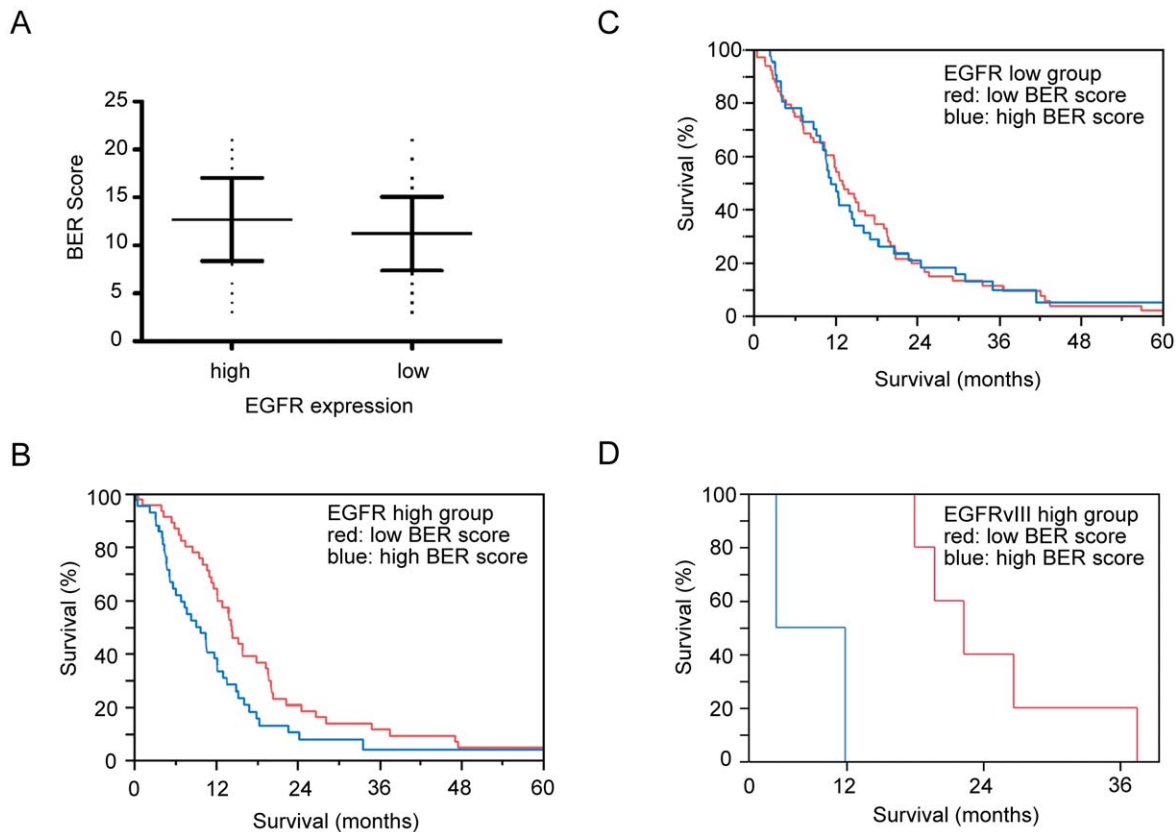 A
25
20
15
10
5
0
BER Score
high
low
EGFR expression
B
100
80
60
40
20
0
Survival (%)
EGFR high group
red: low BER score
blue: high BER score
0
12
24
36
48
60
Survival (months)
C
100
80
60
40
20
0
Survival (%)
EGFR low group
red: low BER score
blue: high BER score
0
12
24
36
48
60
Survival (months)
D
100
80
60
40
20
0
Survival (%)
EGFRvIII high group
red: low BER score
blue: high BER score
0
12
24
36
Survival (months)